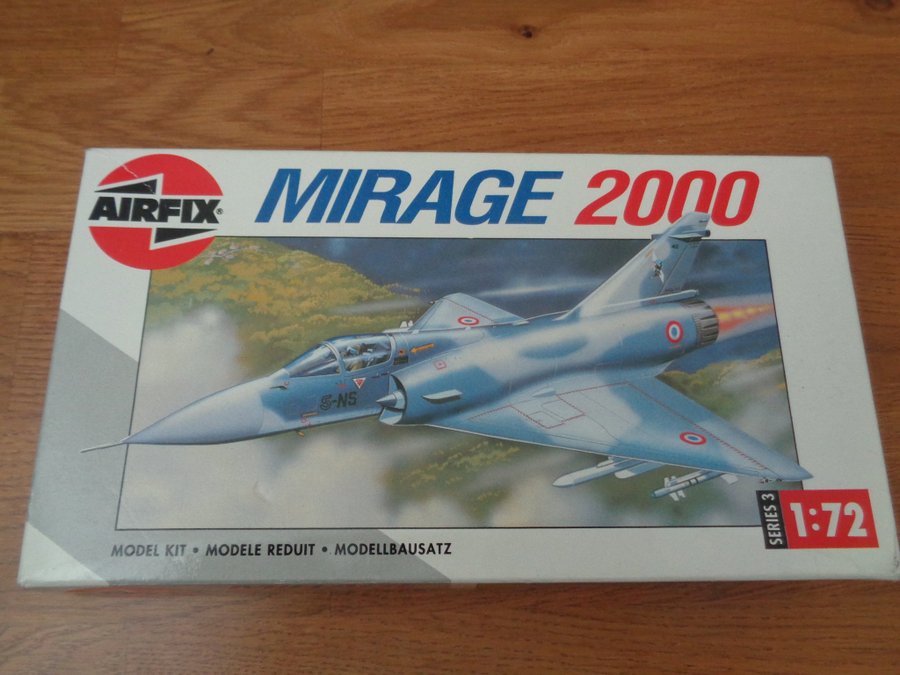 AIRFIX®
MIRAGE 2000
5-NS
SERIES 3
1:72
MODEL KIT • MODELE REDUIT • MODELLBAUSATZ